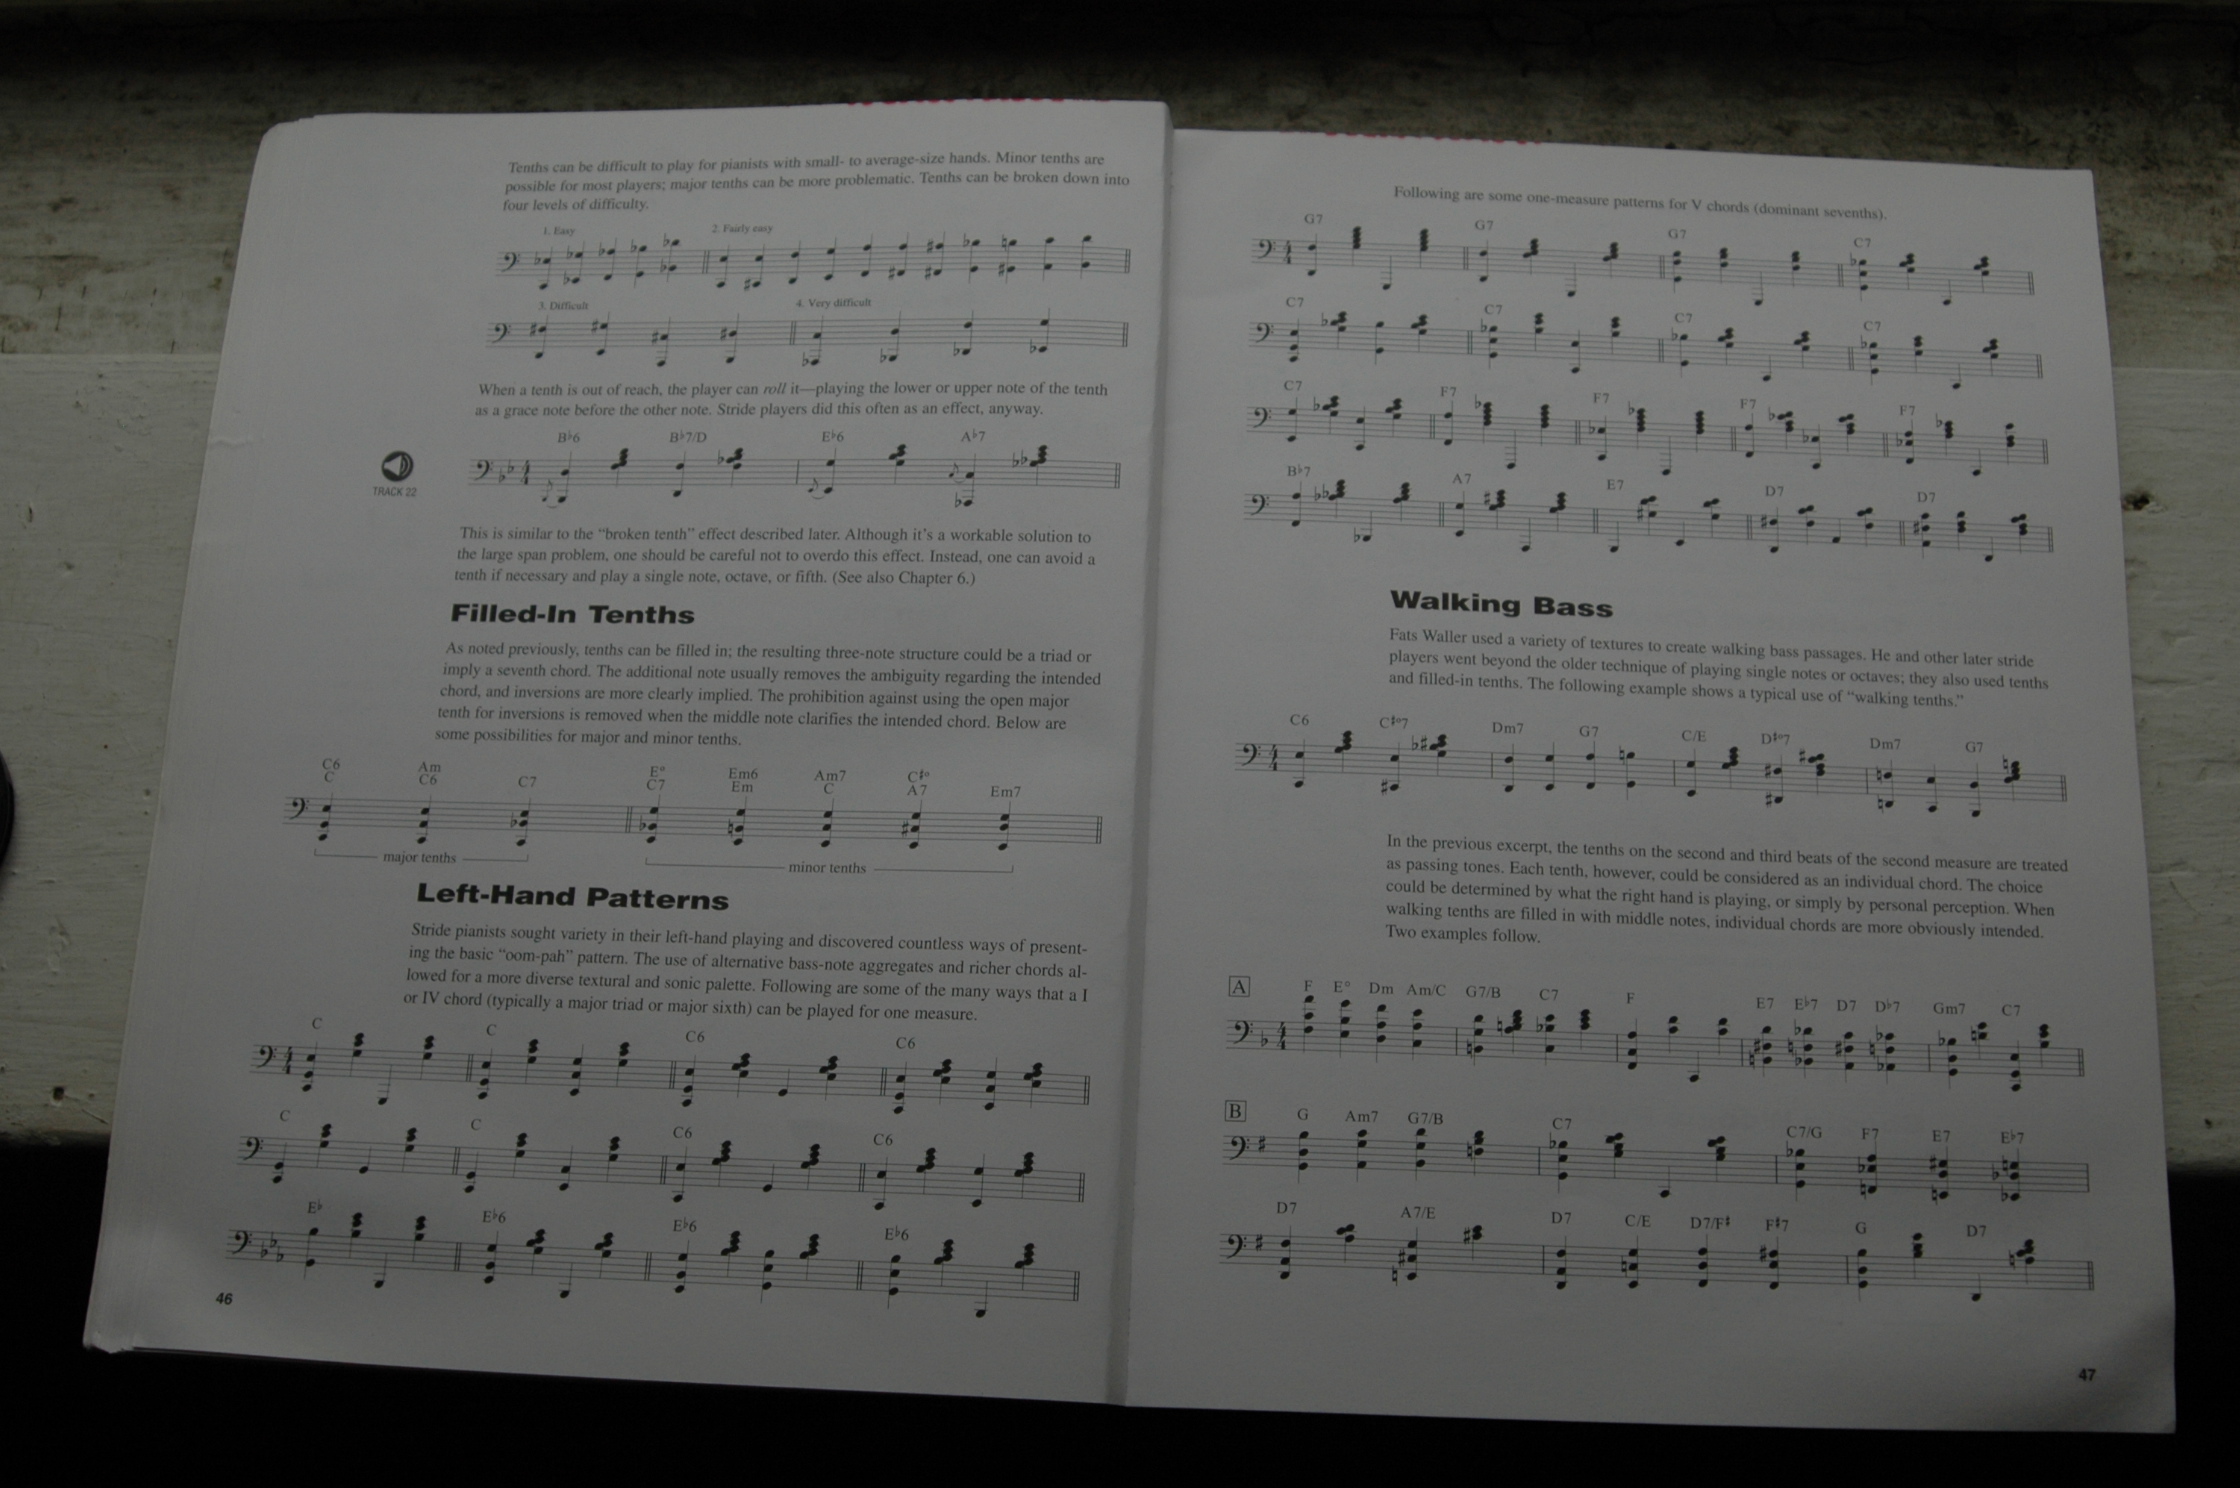 Tenths can be difficult to play for pianists with small- to average-size hands. Minor tenths are
possible for most players; major tenths can be more problematic. Tenths can be broken down into
four levels of difficulty.
1. Easy
2. Fairly easy
3. Difficult
4. Very difficult
When a tenth is out of reach, the player can roll it—playing the lower or upper note of the tenth
as a grace note before the other note. Stride players did this often as an effect, anyway.
B♭6 B♭7/D E♭6 A♭7
TRACK 22
This is similar to the “broken tenth” effect described later. Although it’s a workable solution to
the large span problem, one should be careful not to overdo this effect. Instead, one can avoid a
tenth if necessary and play a single note, octave, or fifth. (See also Chapter 6.)
Filled-In Tenths
As noted previously, tenths can be filled in; the resulting three-note structure could be a triad or
imply a seventh chord. The additional note usually removes the ambiguity regarding the intended
chord, and inversions are more clearly implied. The prohibition against using the open major
tenth for inversions is removed when the middle note clarifies the intended chord. Below are
some possibilities for major and minor tenths.
C6 Am E° Em6 Am7 C♯°
C C6 C7 C7 Em C A7 Em7
major tenths minor tenths
Left-Hand Patterns
Stride pianists sought variety in their left-hand playing and discovered countless ways of present-
ing the basic “oom-pah” pattern. The use of alternative bass-note aggregates and richer chords al-
lowed for a more diverse textural and sonic palette. Following are some of the many ways that a I
or IV chord (typically a major triad or major sixth) can be played for one measure.
C C C6 C6
C C C6 C6
E♭ E♭6 E♭6 E♭6
46
Following are some one-measure patterns for V chords (dominant sevenths).
G7 G7 G7 C7
C7 C7 C7 C7
C7 F7 F7 F7 F7
B♭7 A7 E7 D7 D7
Walking Bass
Fats Waller used a variety of textures to create walking bass passages. He and other later stride
players went beyond the older technique of playing single notes or octaves; they also used tenths
and filled-in tenths. The following example shows a typical use of “walking tenths.”
C6 C♯°7 Dm7 G7 C/E D♯°7 Dm7 G7
In the previous excerpt, the tenths on the second and third beats of the second measure are treated
as passing tones. Each tenth, however, could be considered as an individual chord. The choice
could be determined by what the right hand is playing, or simply by personal perception. When
walking tenths are filled in with middle notes, individual chords are more obviously intended.
Two examples follow.
A F E° Dm Am/C G7/B C7 F E7 E♭7 D7 D♭7 Gm7 C7
B G Am7 G7/B C7 C7/G F7 E7 E♭7
D7 A7/E D7 C/E D7/F♯ F♯7 G D7
47